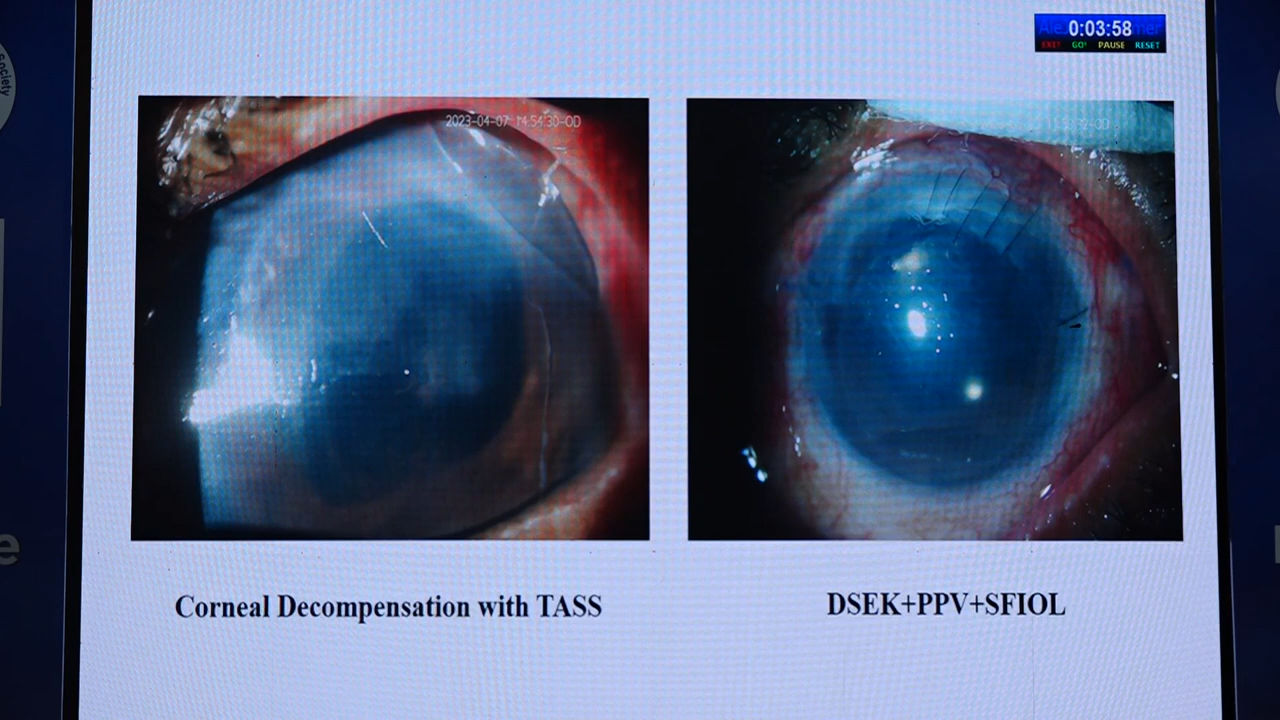 ociety
0:03:58
EXIT GO! PAUSE RESET
2023-04-07 14:54:30-OD
Corneal Decompensation with TASS
DSEK+PPV+SFIOL
e